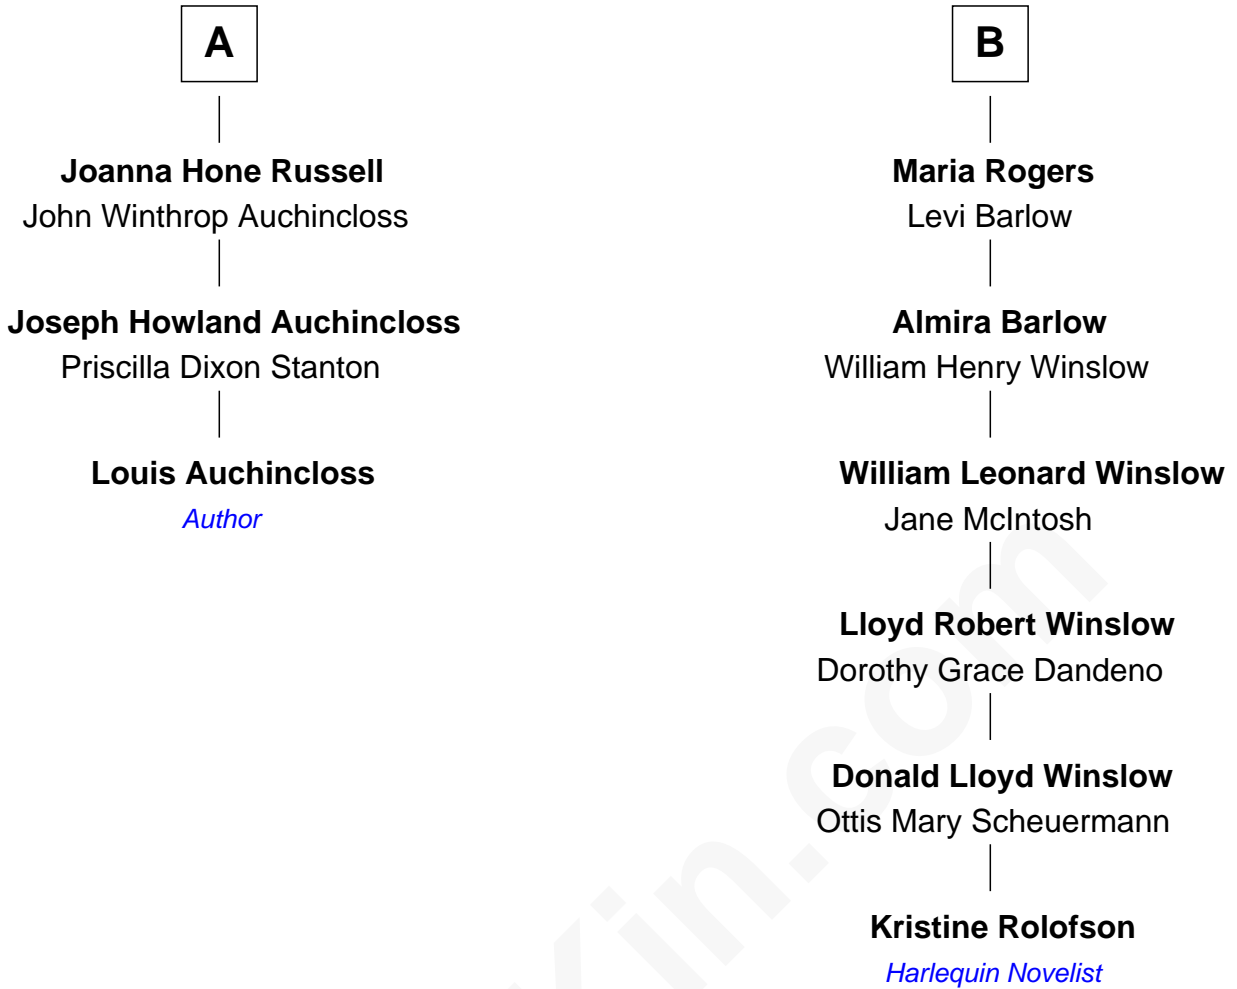 A
Joanna Hone Russell
John Winthrop Auchincloss
Joseph Howland Auchincloss
Priscilla Dixon Stanton
Louis Auchincloss
Author
B
Maria Rogers
Levi Barlow
Almira Barlow
William Henry Winslow
William Leonard Winslow
Jane McIntosh
Lloyd Robert Winslow
Dorothy Grace Dandeno
Donald Lloyd Winslow
Ottis Mary Scheuermann
Kristine Rolofson
Harlequin Novelist